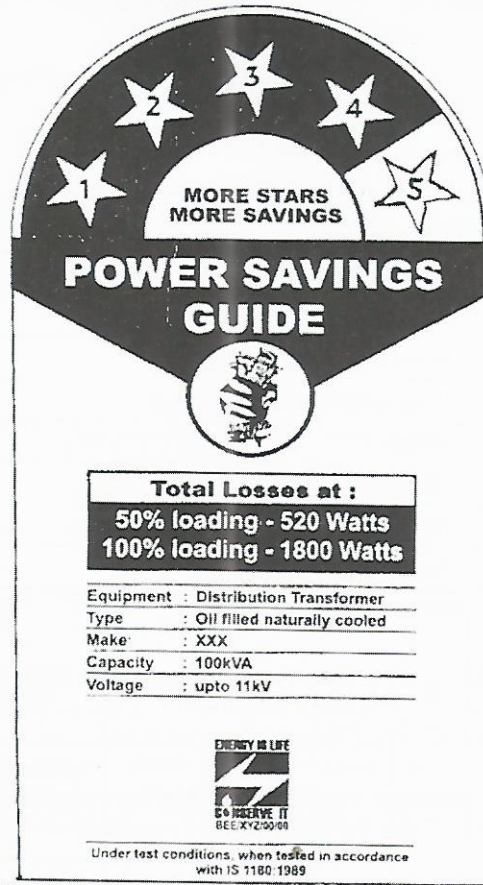 1 2 3 4 5
MORE STARS
MORE SAVINGS
POWER SAVINGS
GUIDE
Total Losses at :
50% loading - 520 Watts
100% loading - 1800 Watts
Equipment : Distribution Transformer
Type : Oil filled naturally cooled
Make : XXX
Capacity : 100kVA
Voltage : upto 11kV
ENERGY IS LIFE
CONSERVE IT
BEE/XYZ/00/00
Under test conditions, when tested in accordance
with IS 1180:1989